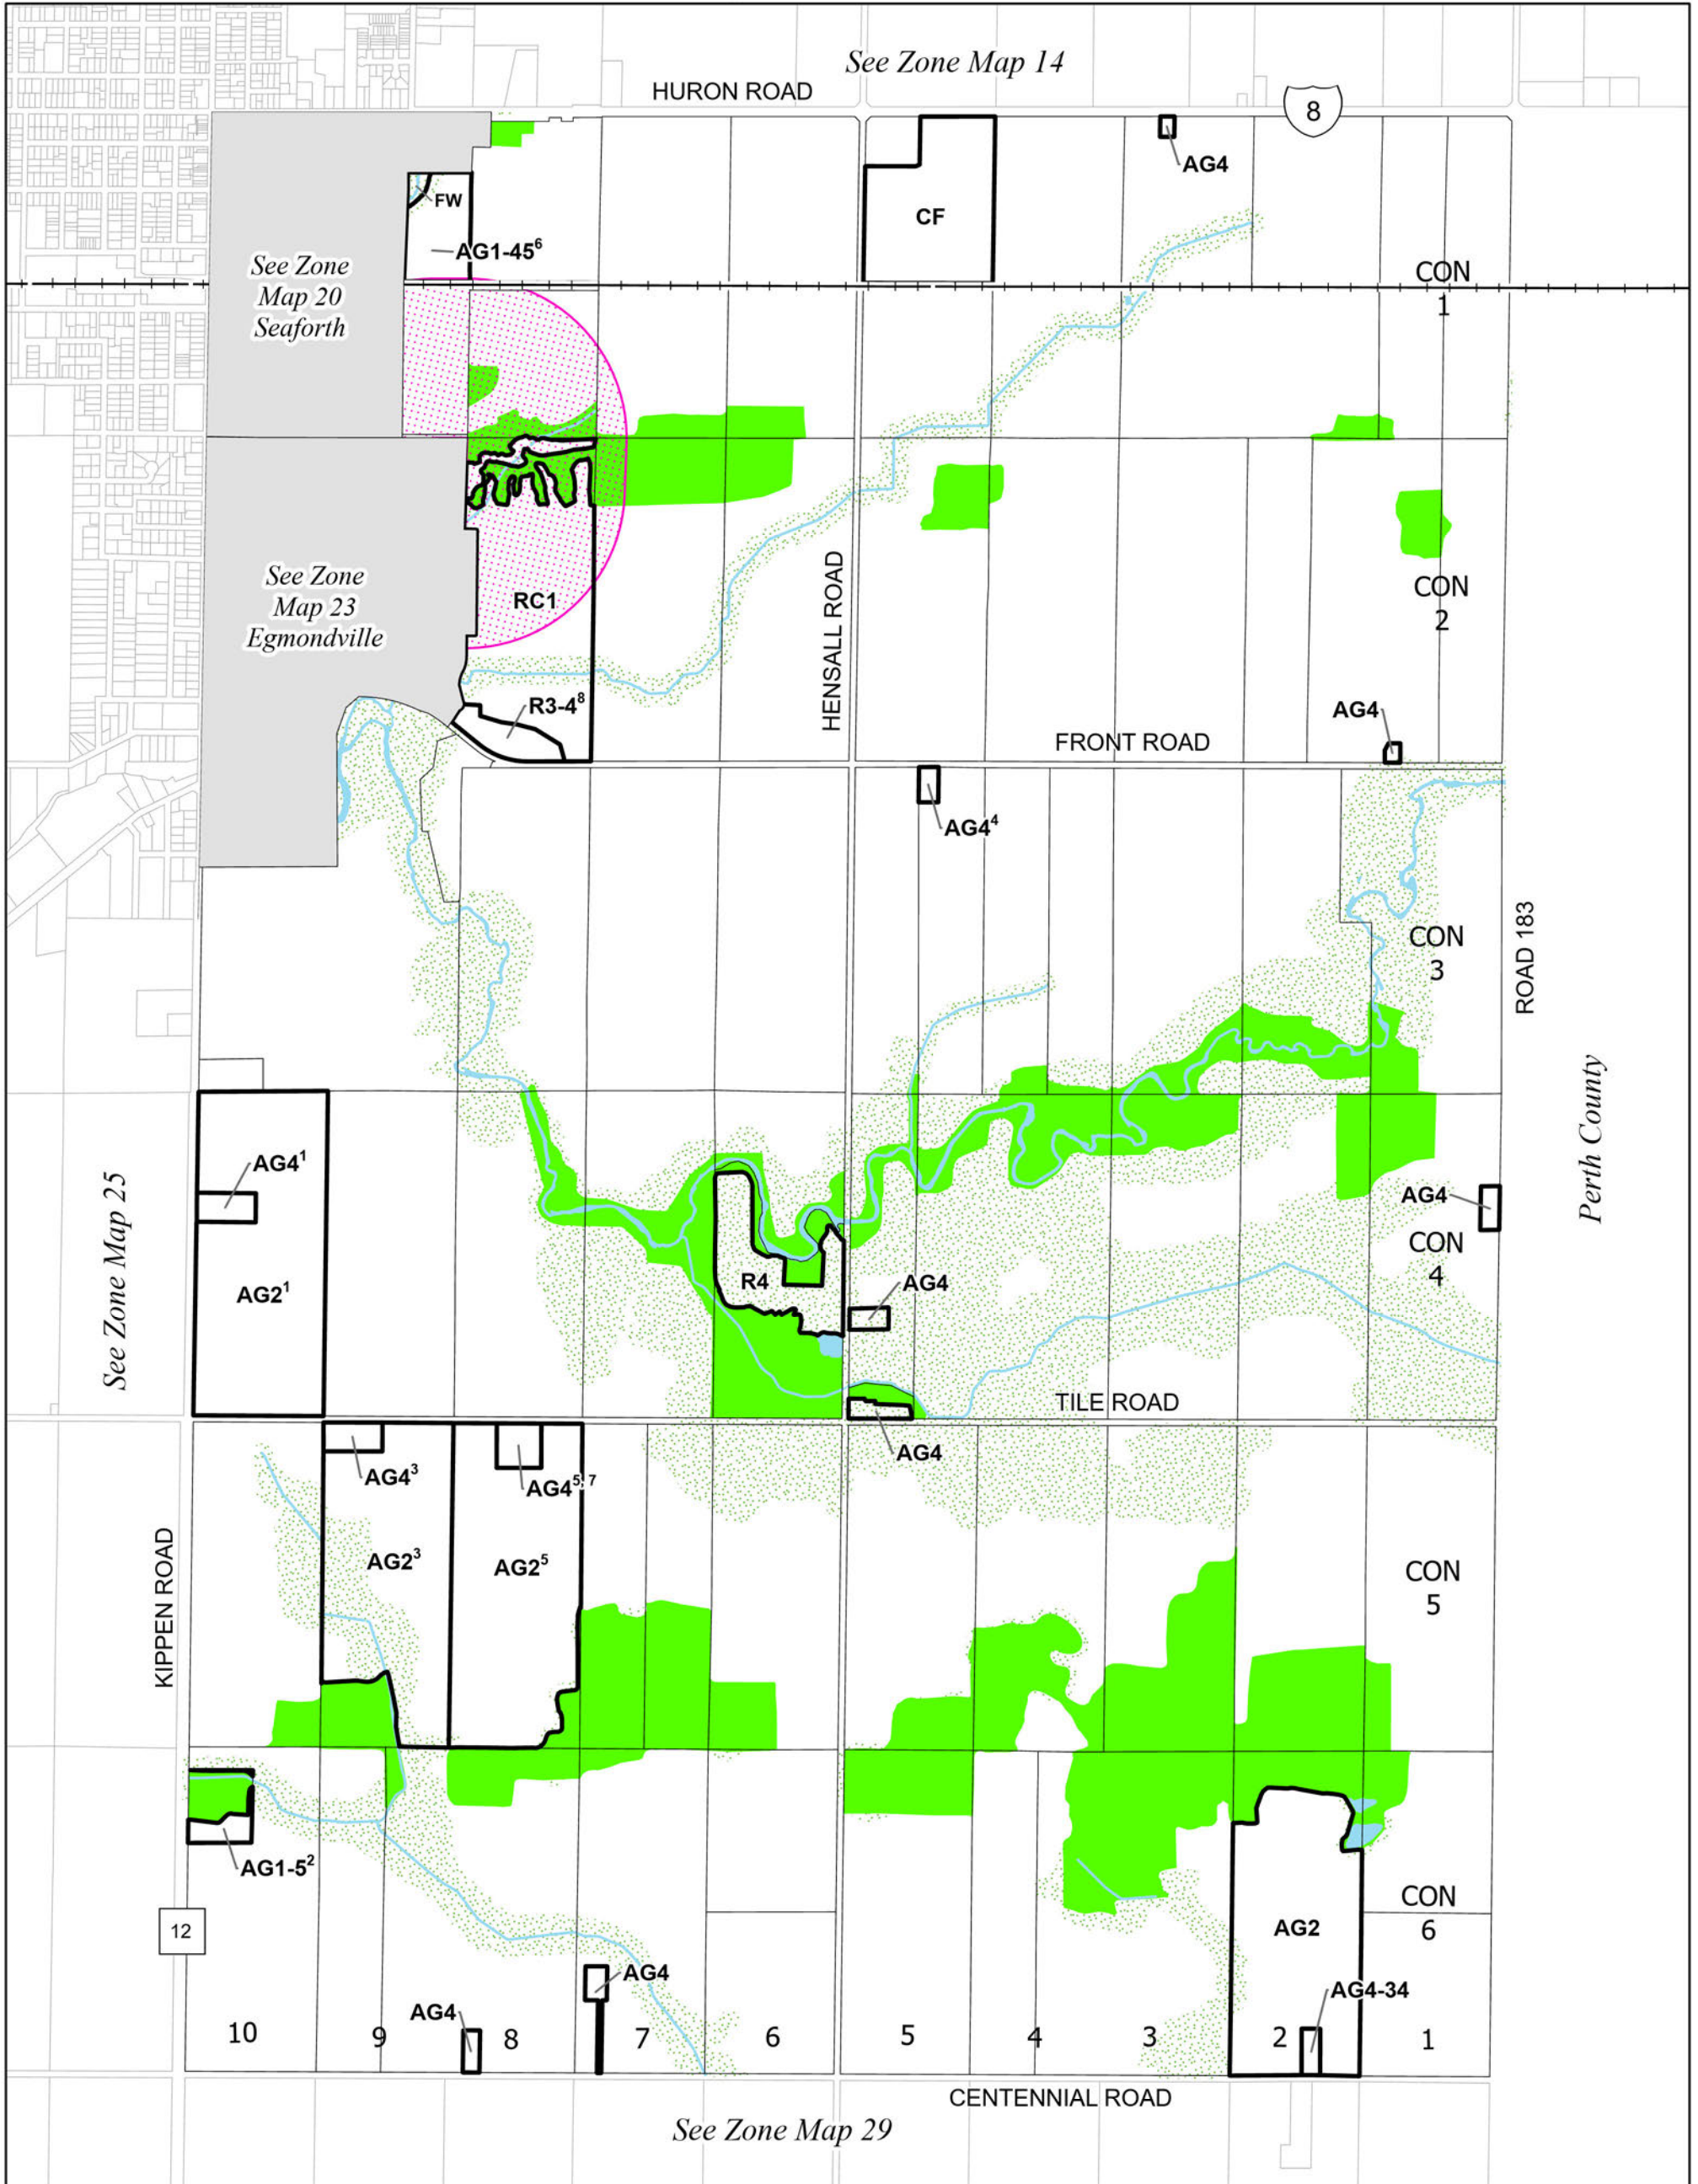 See Zone Map 14
HURON ROAD
8
AG4
FW
CF
AG1-45⁶
See Zone
Map 20
Seaforth
CON
1
See Zone
Map 23
Egmondville
RC1
HENSALL ROAD
CON
2
R3-4⁸
AG4
FRONT ROAD
AG4⁴
ROAD 183
CON
3
Perth County
See Zone Map 25
AG4¹
AG4
AG2¹
R4
AG4
CON
4
TILE ROAD
AG4
AG4³
AG4⁵,⁷
KIPPEN ROAD
AG2³
AG2⁵
CON
5
AG1-5²
12
CON
6
AG2
AG4
AG4-34
AG4
10
9
8
7
6
5
4
3
2
1
CENTENNIAL ROAD
See Zone Map 29